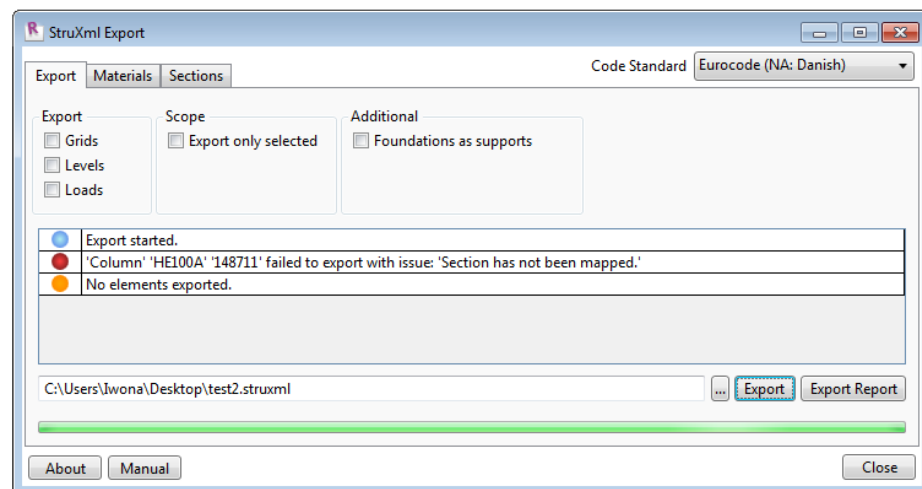 R StruXml Export
Code Standard Eurocode (NA: Danish)
Export Materials Sections
Export Scope Additional
Grids Export only selected Foundations as supports
Levels
Loads
Export started.
'Column' 'HE100A' '148711' failed to export with issue: 'Section has not been mapped.'
No elements exported.
C:\Users\Iwona\Desktop\test2.struxml ... Export Export Report
About Manual Close